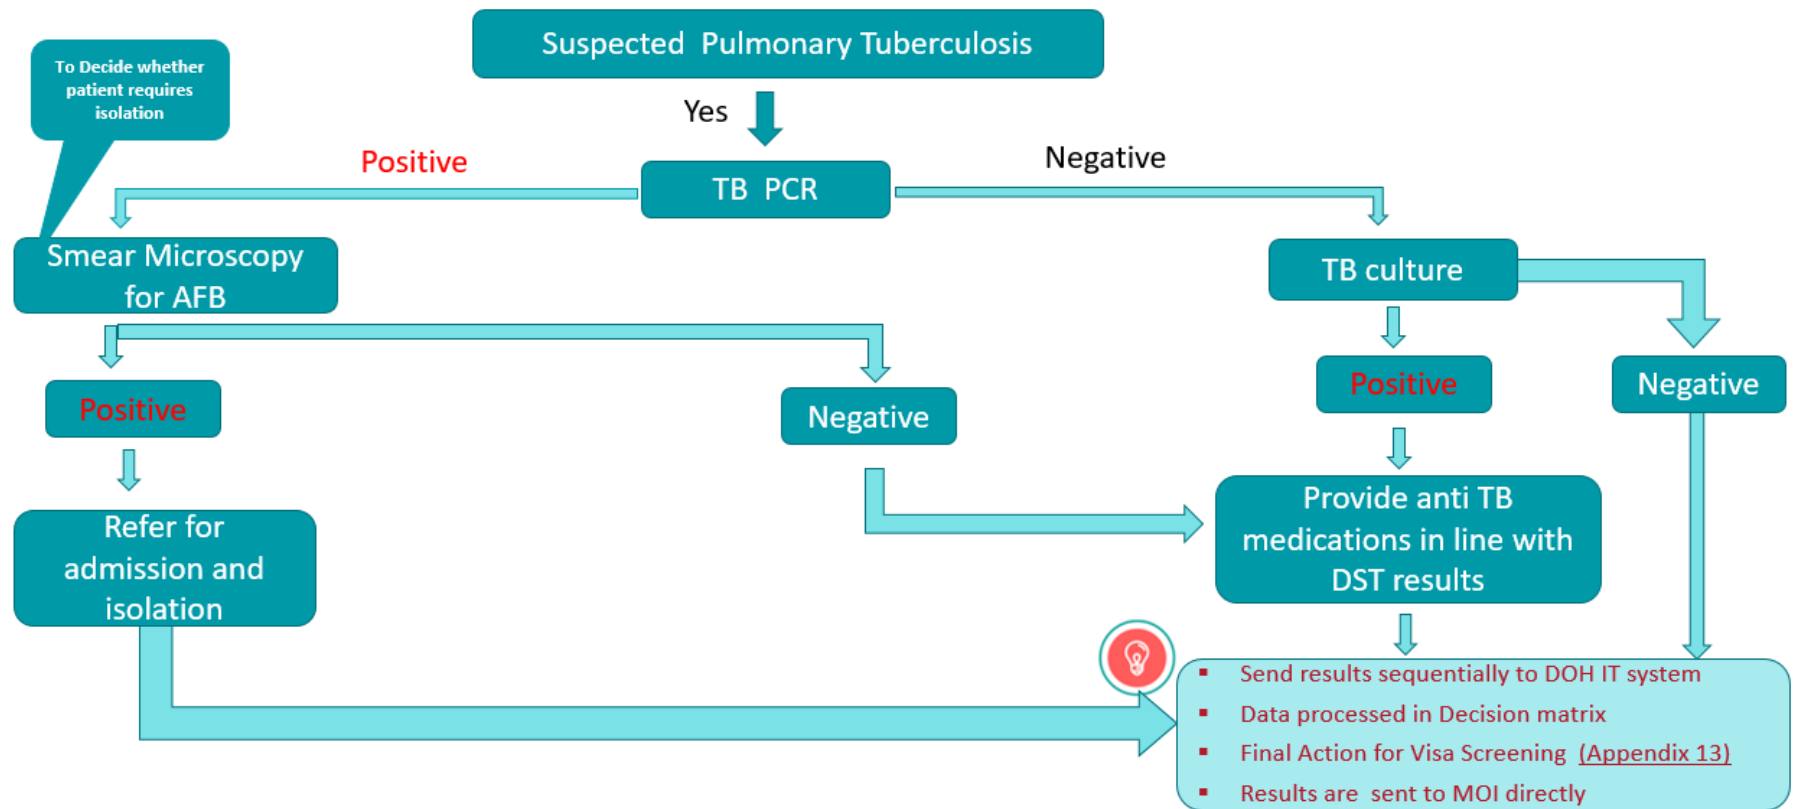 Suspected  Pulmonary Tuberculosis
To Decide whether
patient requires
isolation
Yes
Positive
Negative
TB  PCR
Smear Microscopy
for AFB
TB culture
Positive
Negative
Positive
Negative
Refer for
admission and
isolation
Provide anti TB
medications in line with
DST results
▪ Send results sequentially to DOH IT system
▪ Data processed in Decision matrix
▪ Final Action for Visa Screening  (Appendix 13)
▪ Results are  sent to MOI directly